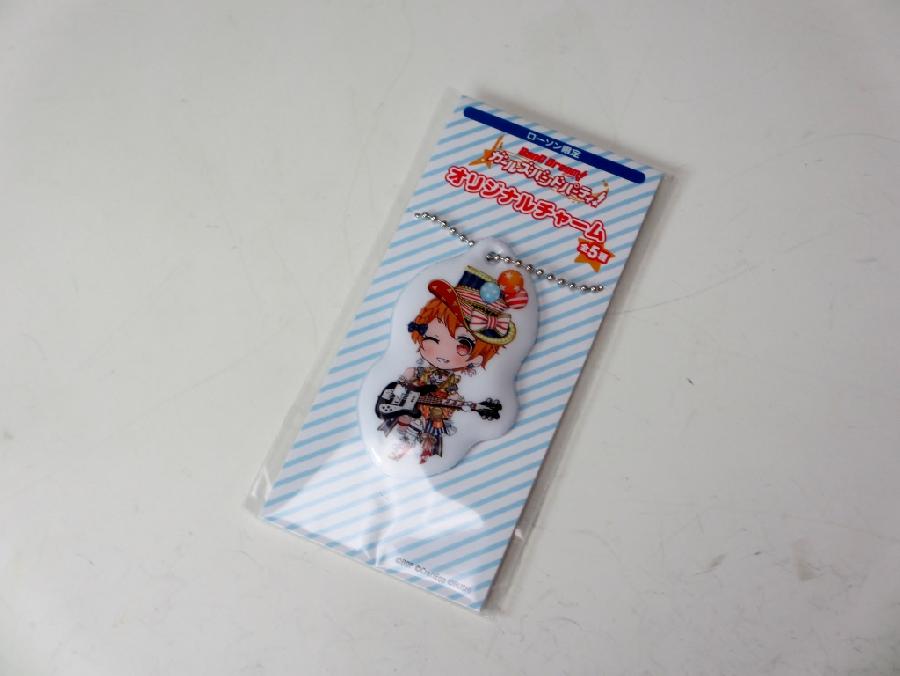 ローソン限定
BanG Dream!
ガールズバンドパーティ!
オリジナルチャーム
全5種